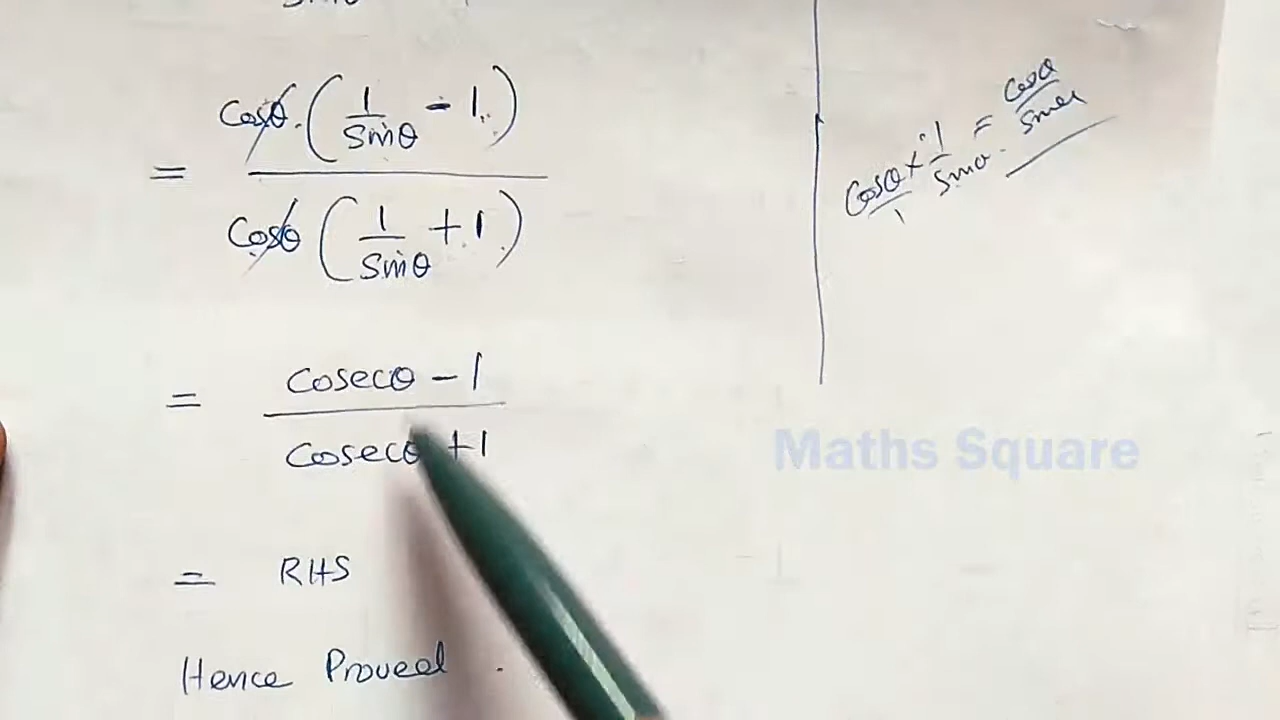 = cosθ. (1/sinθ - 1) / cosθ (1/sinθ + 1)
= cosecθ - 1 / cosecθ + 1
= RHS
Hence Proved.
cosθ/1 × 1/sinθ = cosθ/sinθ
Maths Square